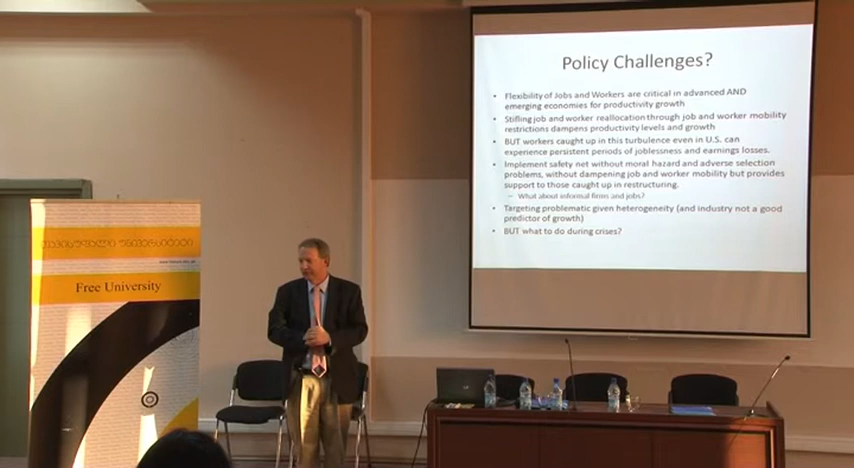 Policy Challenges?
• Flexibility of Jobs and Workers are critical in advanced AND
emerging economies for productivity growth
• Stifling job and worker reallocation through job and worker mobility
restrictions dampens productivity levels and growth
• BUT workers caught up in this turbulence even in U.S. can
experience persistent periods of joblessness and earnings losses.
• Implement safety net without moral hazard and adverse selection
problems, without dampening job and worker mobility but provides
support to those caught up in restructuring.
– What about informal firms and jobs?
• Targeting problematic given heterogeneity (and industry not a good
predictor of growth)
• BUT what to do during crises?
თავისუფალი უნივერსიტეტი
Free University